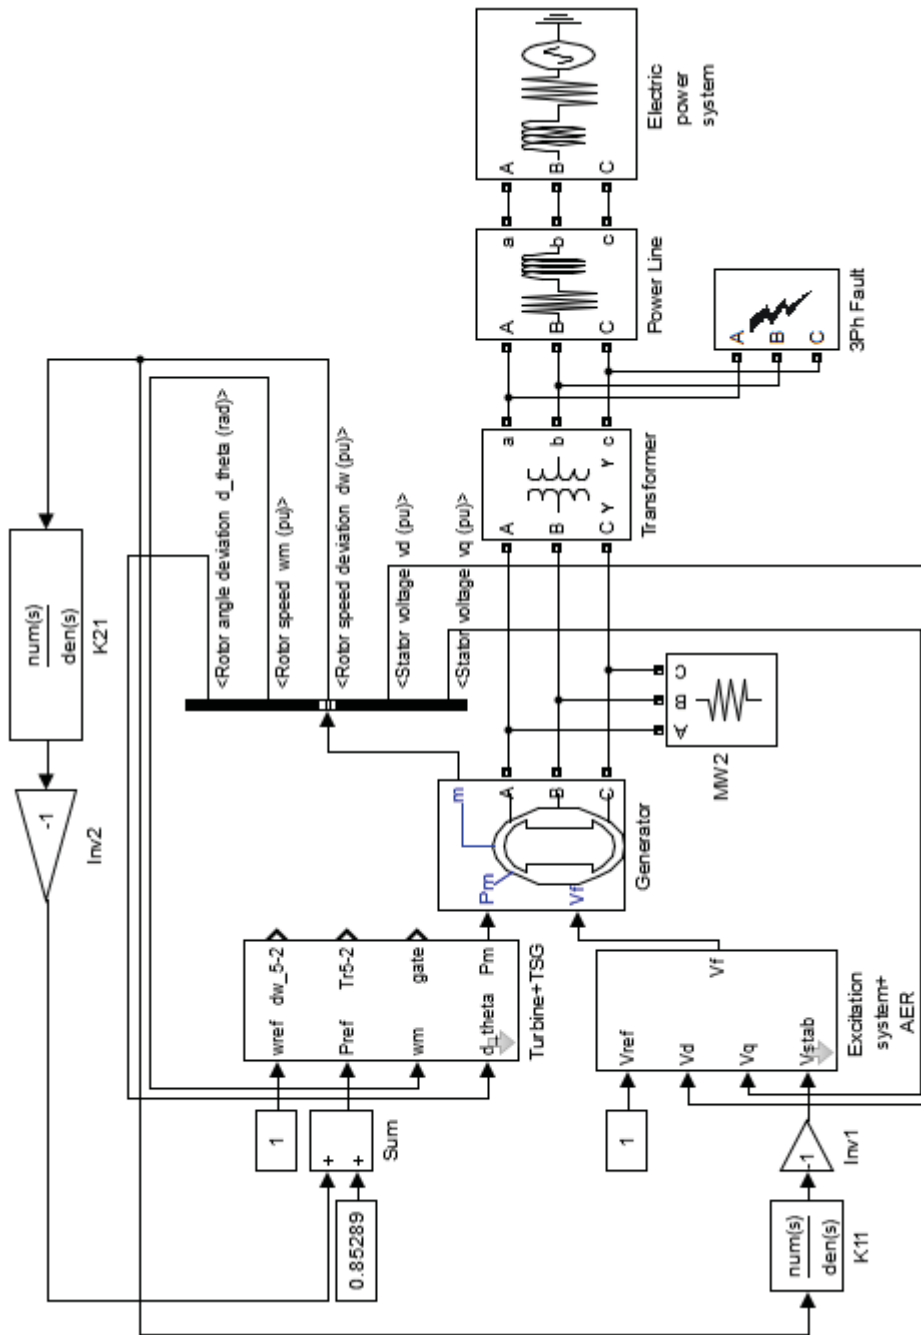 num(s)
den(s)
K21
-1
Inv2
<Rotor angle deviation d_theta (rad)>
<Rotor speed wm (pu)>
<Rotor speed deviation dw (pu)>
<Stator voltage vd (pu)>
<Stator voltage vq (pu)>
1
0.85289
+
+
Sum
wref
dw_5-2
Pref
Tr5-2
wm
gate
d_theta
Pm
Turbine+TSG
Pm
m
Vf
A
B
C
Generator
A
B
C
MW2
A
a
B
b
C
c
Y
Y
Transformer
A
a
B
b
C
c
Power Line
A
B
C
Electric
power
system
A
B
C
3Ph Fault
num(s)
den(s)
K11
-1
Inv1
1
Vref
Vd
Vq
Vstab
Vf
Excitation
system+
AER